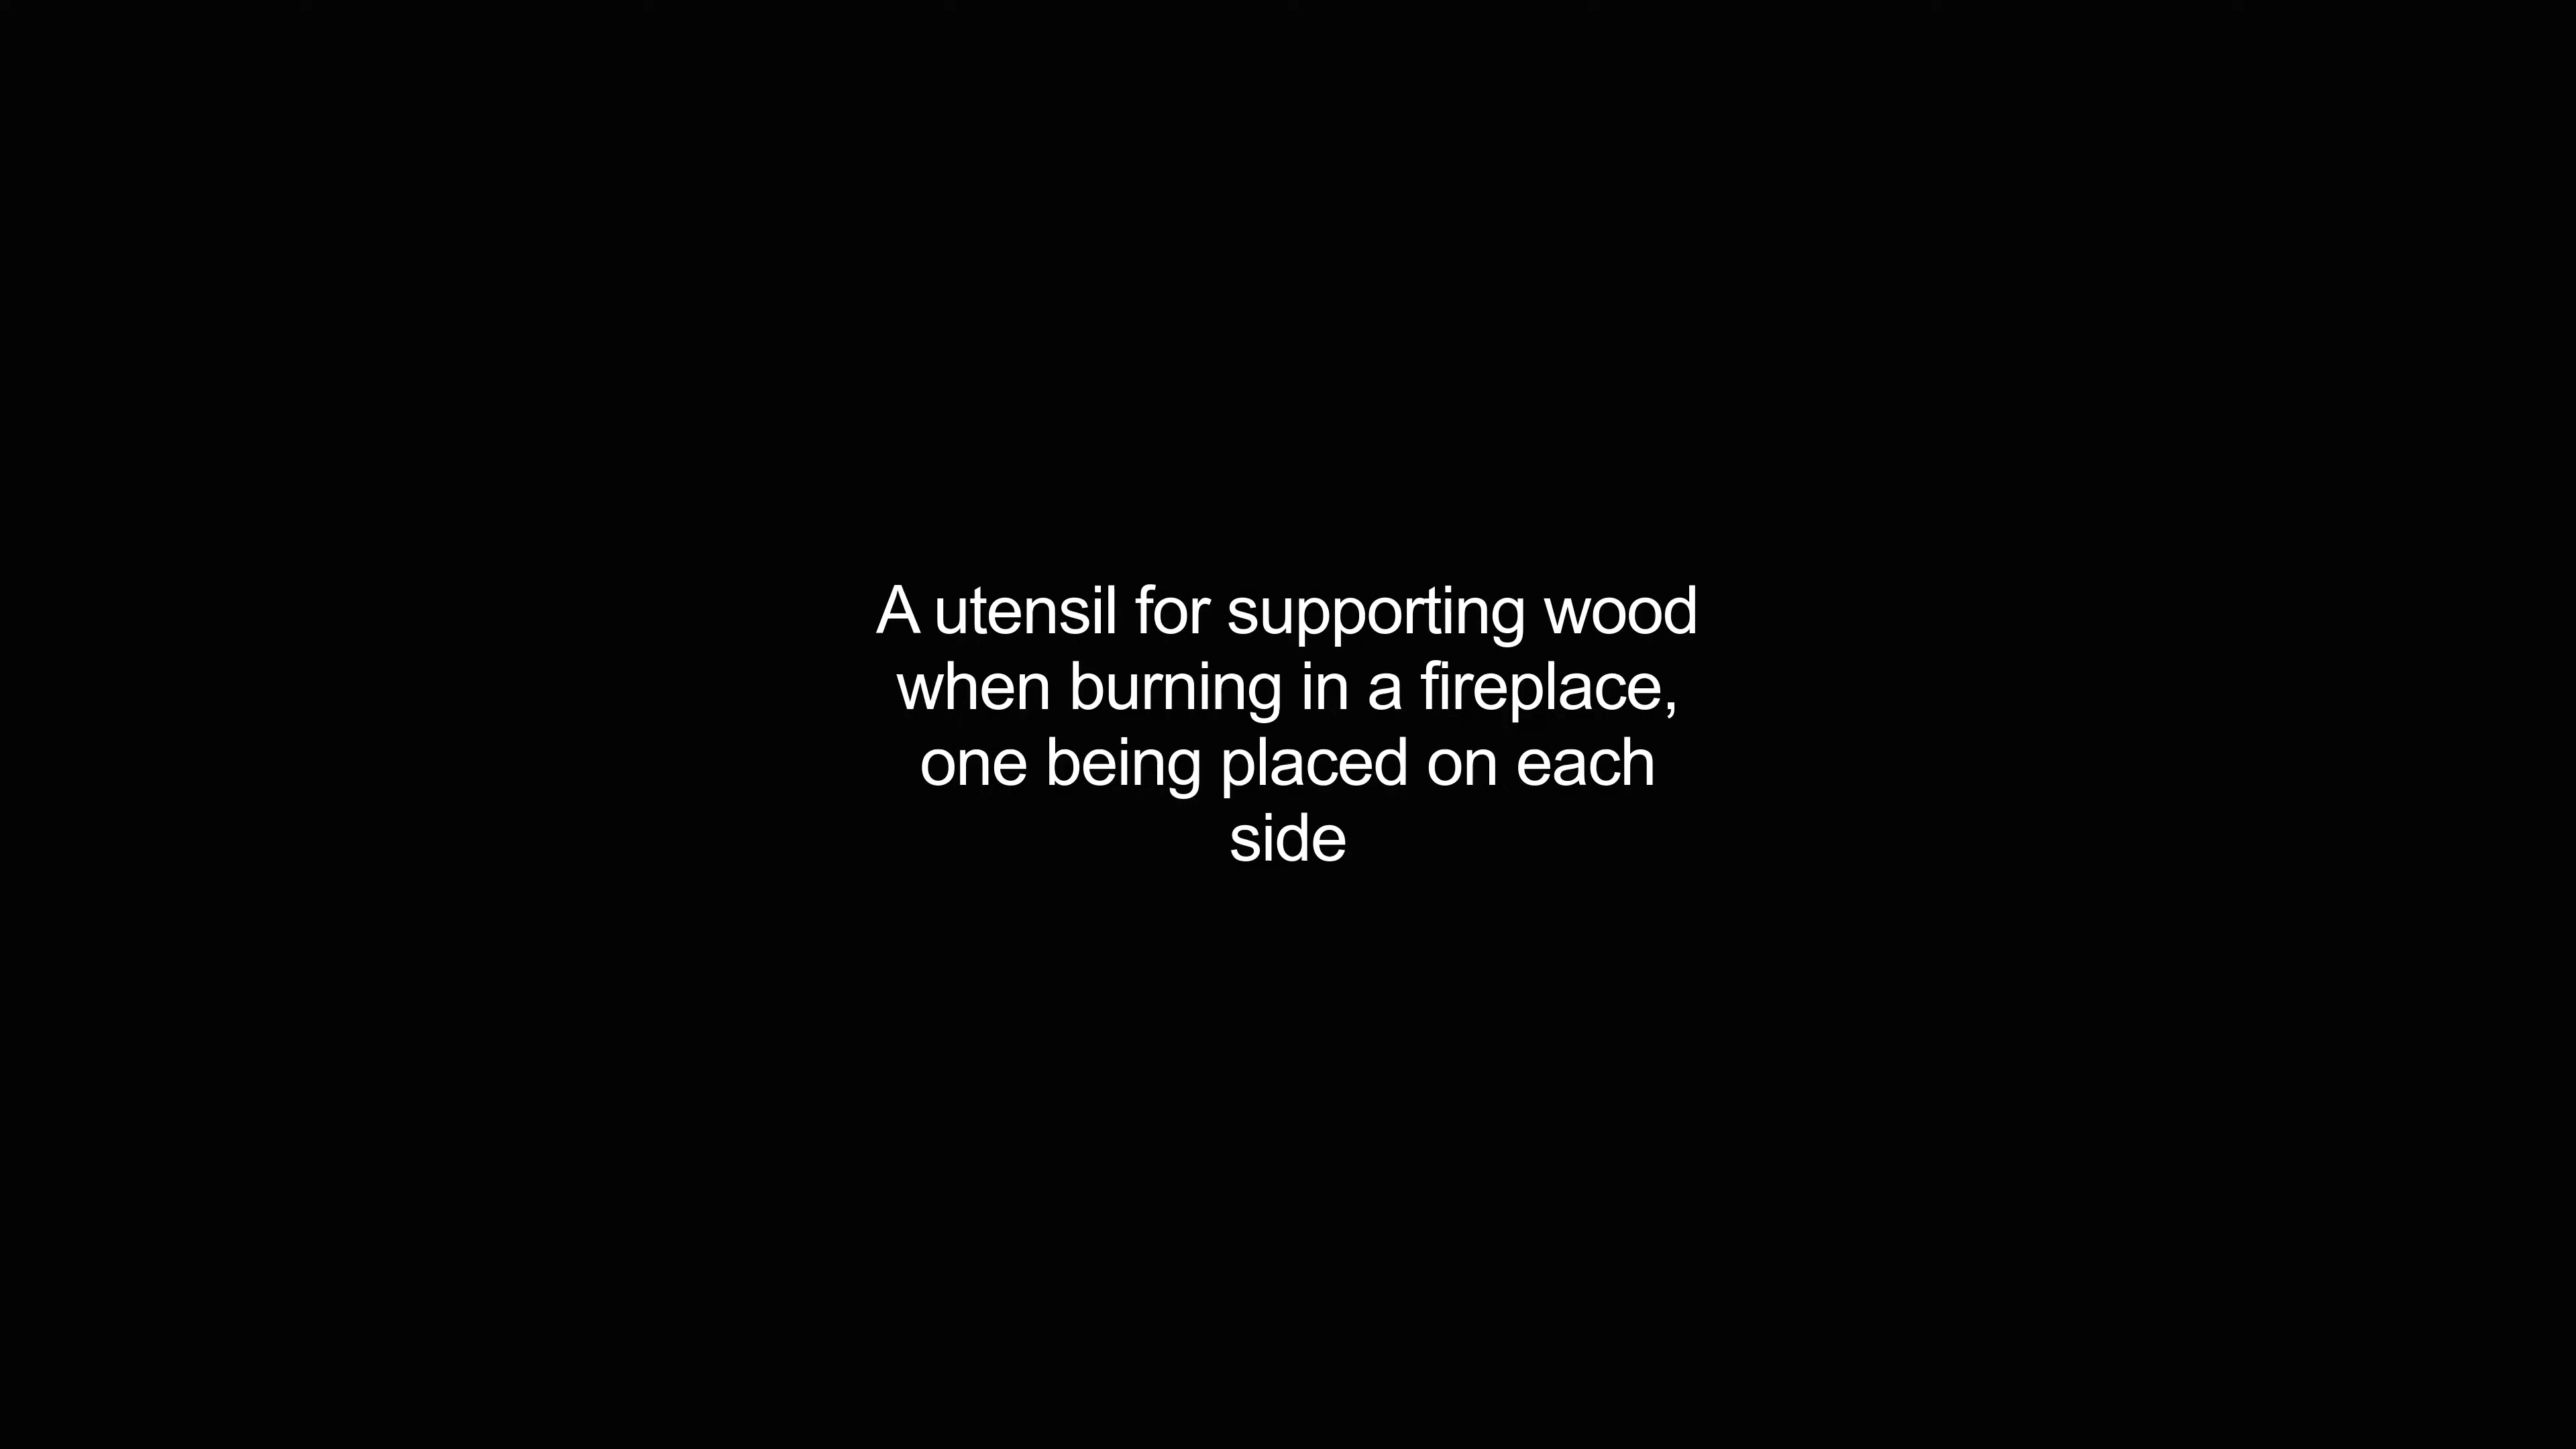 A utensil for supporting wood
when burning in a fireplace,
one being placed on each
side